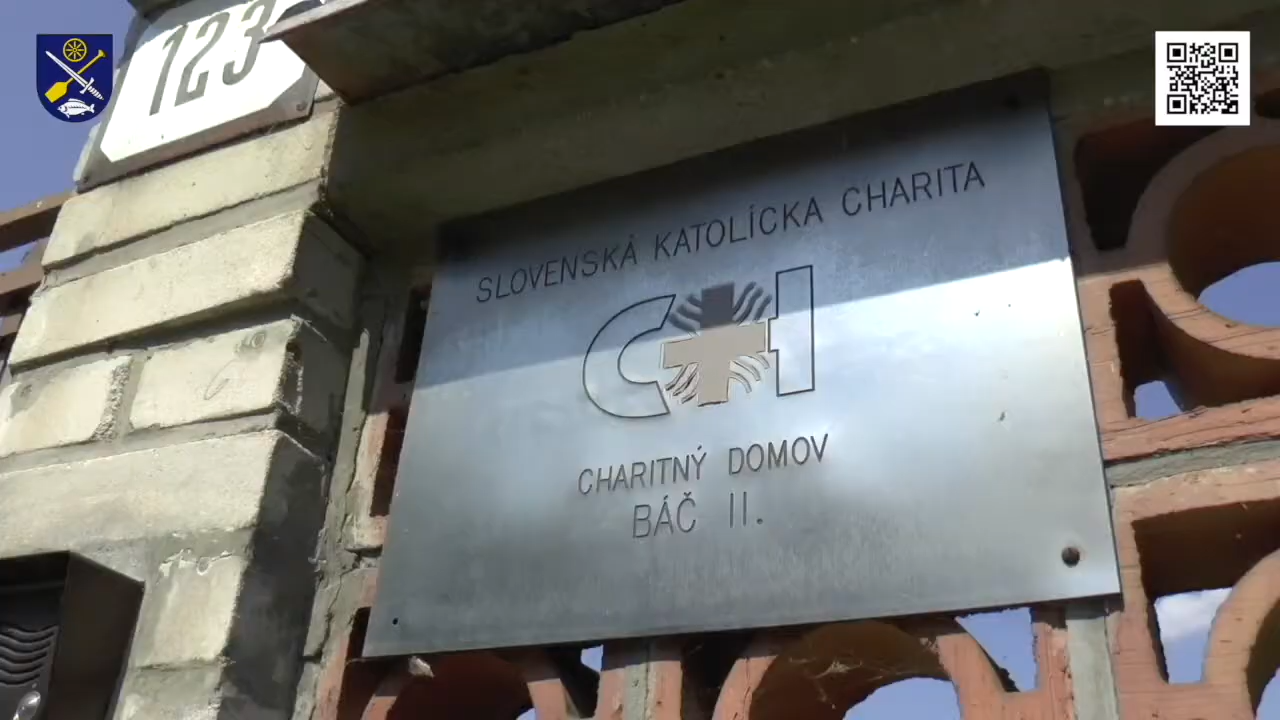 123
SLOVENSKÁ KATOLÍCKA CHARITA
CHARITNÝ DOMOV
BÁČ II.